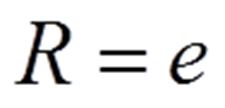 R = e